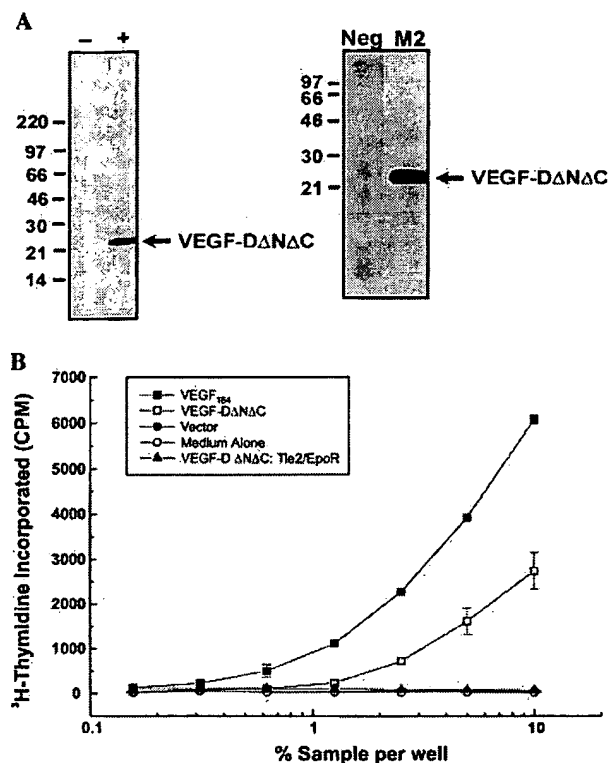 A
– +
220
97
66
46
30
21
14
VEGF-DΔNΔC
Neg M2
97
66
46
30
21
VEGF-DΔNΔC
B
³H-Thymidine Incorporated (CPM)
7000
6000
5000
4000
3000
2000
1000
0
VEGF₁₆₄
VEGF-DΔNΔC
Vector
Medium Alone
VEGF-D ΔNΔC: Tie2/EpoR
0.1 1 10
% Sample per well